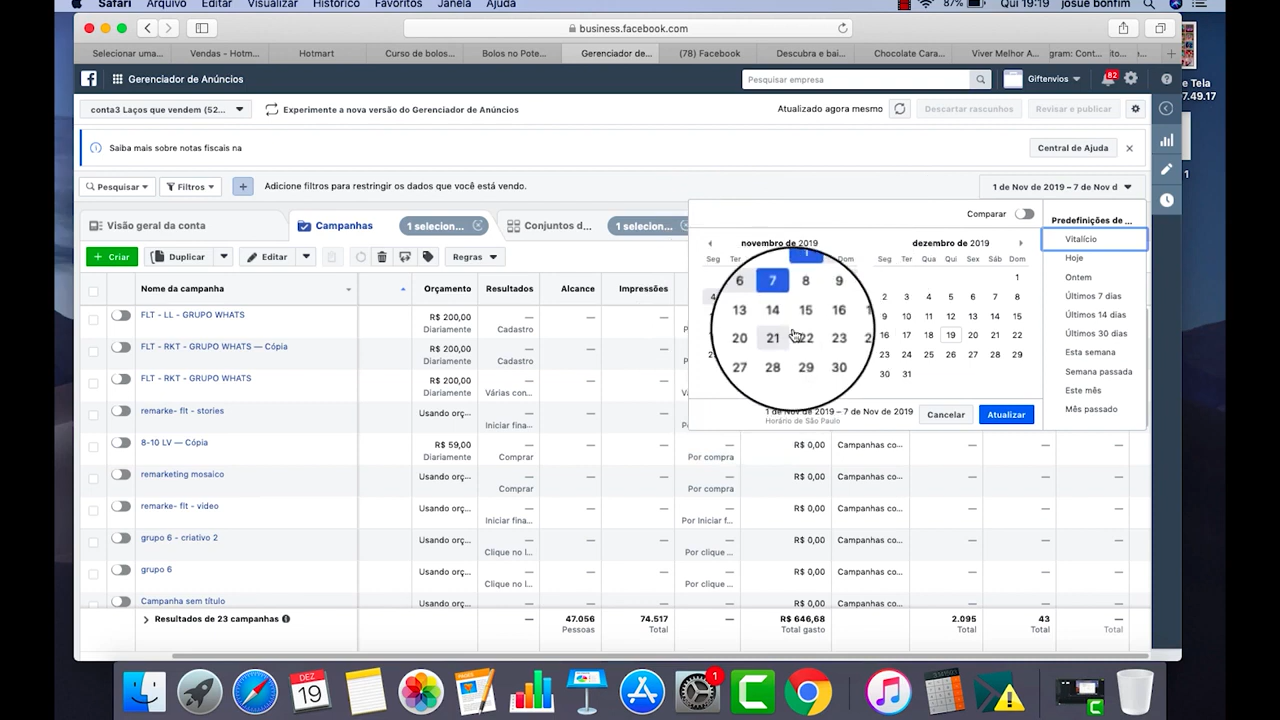 Safari Arquivo Editar Visualizar Histórico Favoritos Janela Ajuda 87% Qui 19:19 josue bonfim
business.facebook.com
Selecionar uma... Vendas - Hotm... Hotmart Curso de bolos... Bolos no Pote... Gerenciador de... (78) Facebook Descubra e bai... Chocolate Cara... Viver Melhor A... gram: Cont...
Gerenciador de Anúncios Pesquisar empresa Giftenvios 82
e Tela
7.49.17
conta3 Laços que vendem (52... Experimente a nova versão do Gerenciador de Anúncios Atualizado agora mesmo Descartar rascunhos Revisar e publicar
Saiba mais sobre notas fiscais na Central de Ajuda
Pesquisar Filtros + Adicione filtros para restringir os dados que você está vendo. 1 de Nov de 2019 – 7 de Nov d
Visão geral da conta Campanhas 1 selecion... Conjuntos d... 1 selecion...
+ Criar Duplicar Editar Regras
Nome da campanha Orçamento Resultados Alcance Impressões
FLT - LL - GRUPO WHATS R$ 200,00 —
Diariamente Cadastro
FLT - RKT - GRUPO WHATS — Cópia R$ 200,00 —
Diariamente Cadastro
FLT - RKT - GRUPO WHATS R$ 200,00 —
Diariamente Várias con...
remarke- flt - stories Usando orç... —
Iniciar fina...
8-10 LV — Cópia R$ 59,00 — — — — R$ 0,00 Campanhas co... — — —
Diariamente Comprar Por compra
remarketing mosaico Usando orç... — — — — R$ 0,00 Campanhas co... — — —
Comprar Por compra
remarke- flt - video Usando orç... — — — — R$ 0,00 Campanhas co... — — —
Iniciar fina... Por Iniciar f...
grupo 6 - criativo 2 Usando orç... — — — — R$ 0,00 Campanhas co... — — —
Clique no l... Por clique ...
grupo 6 Usando orç... — — — — R$ 0,00 Campanhas co... — — —
Clique no l... Por clique ...
Campanha sem título Usando orç... — — — — R$ 0,00 Campanhas co... — — —
Resultados de 23 campanhas — 47.056 74.517 — R$ 646,68 2.095 43 —
Pessoas Total Total gasto Total Total Total
Comparar
novembro de 2019 dezembro de 2019
Seg Ter Dom Seg Ter Qua Qui Sex Sáb Dom
1
6 7 8 9
13 14 15 16
20 21 22 23
27 28 29 30
1
2 3 4 5 6 7 8
9 10 11 12 13 14 15
16 17 18 19 20 21 22
23 24 25 26 27 28 29
30 31
1 de Nov de 2019 – 7 de Nov de 2019 Cancelar Atualizar
Horário de São Paulo
Predefinições de ...
Vitalício
Hoje
Ontem
Últimos 7 dias
Últimos 14 dias
Últimos 30 dias
Esta semana
Semana passada
Este mês
Mês passado
DEZ
19
1